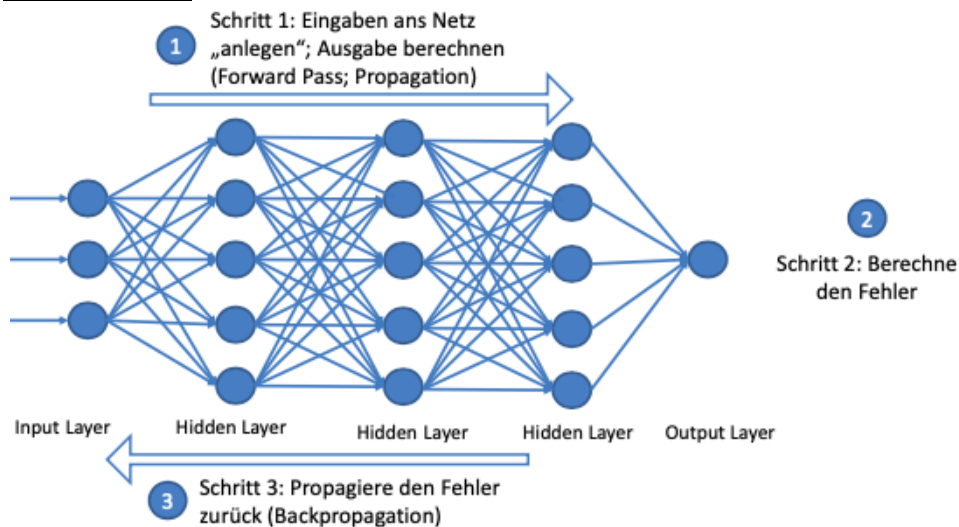 1
Schritt 1: Eingaben ans Netz
„anlegen“; Ausgabe berechnen
(Forward Pass; Propagation)
2
Schritt 2: Berechne
den Fehler
Input Layer
Hidden Layer
Hidden Layer
Hidden Layer
Output Layer
3
Schritt 3: Propagiere den Fehler
zurück (Backpropagation)